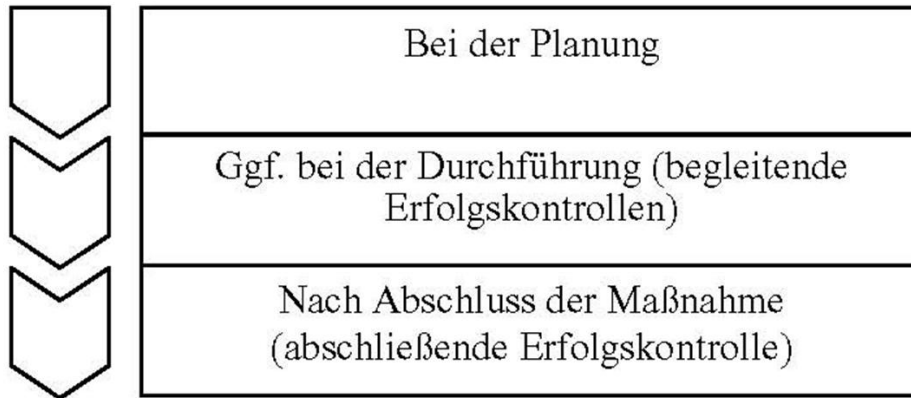 Bei der Planung
Ggf. bei der Durchführung (begleitende
Erfolgskontrollen)
Nach Abschluss der Maßnahme
(abschließende Erfolgskontrolle)